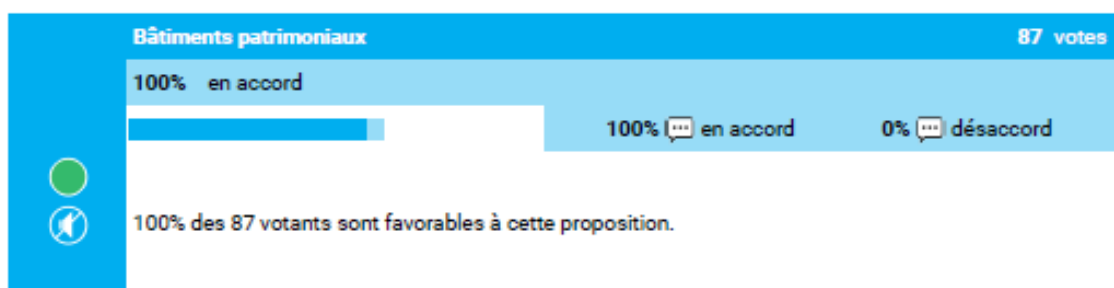 Bâtiments patrimoniaux 87 votes
100% en accord
100% en accord 0% désaccord
100% des 87 votants sont favorables à cette proposition.